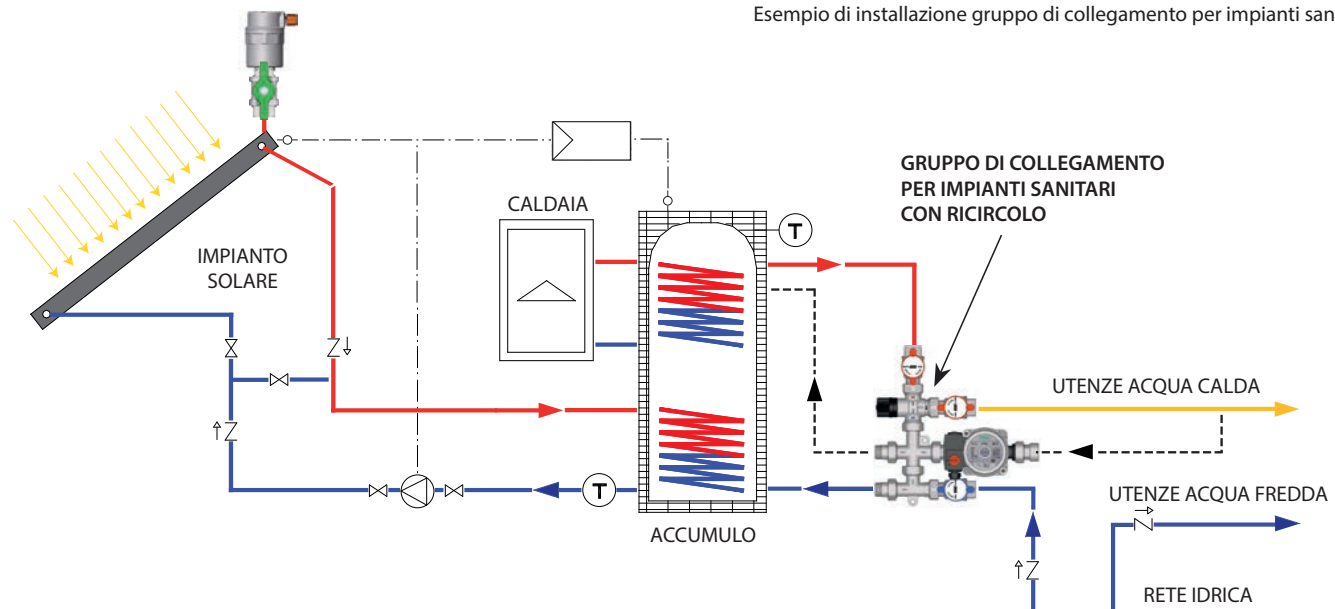 Esempio di installazione gruppo di collegamento per impianti san
GRUPPO DI COLLEGAMENTO
PER IMPIANTI SANITARI
CON RICIRCOLO
CALDAIA
T
IMPIANTO
SOLARE
UTENZE ACQUA CALDA
T
UTENZE ACQUA FREDDA
ACCUMULO
RETE IDRICA